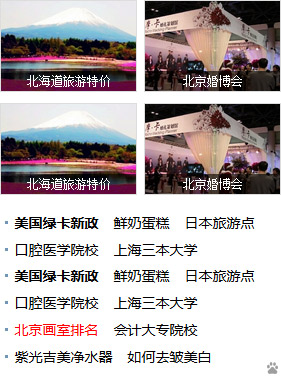 北海道旅游特价 北京婚博会
北海道旅游特价 北京婚博会
美国绿卡新政 鲜奶蛋糕 日本旅游点
口腔医学院校 上海三本大学
美国绿卡新政 鲜奶蛋糕 日本旅游点
口腔医学院校 上海三本大学
北京画室排名 会计大专院校
紫光吉美净水器 如何去皱美白